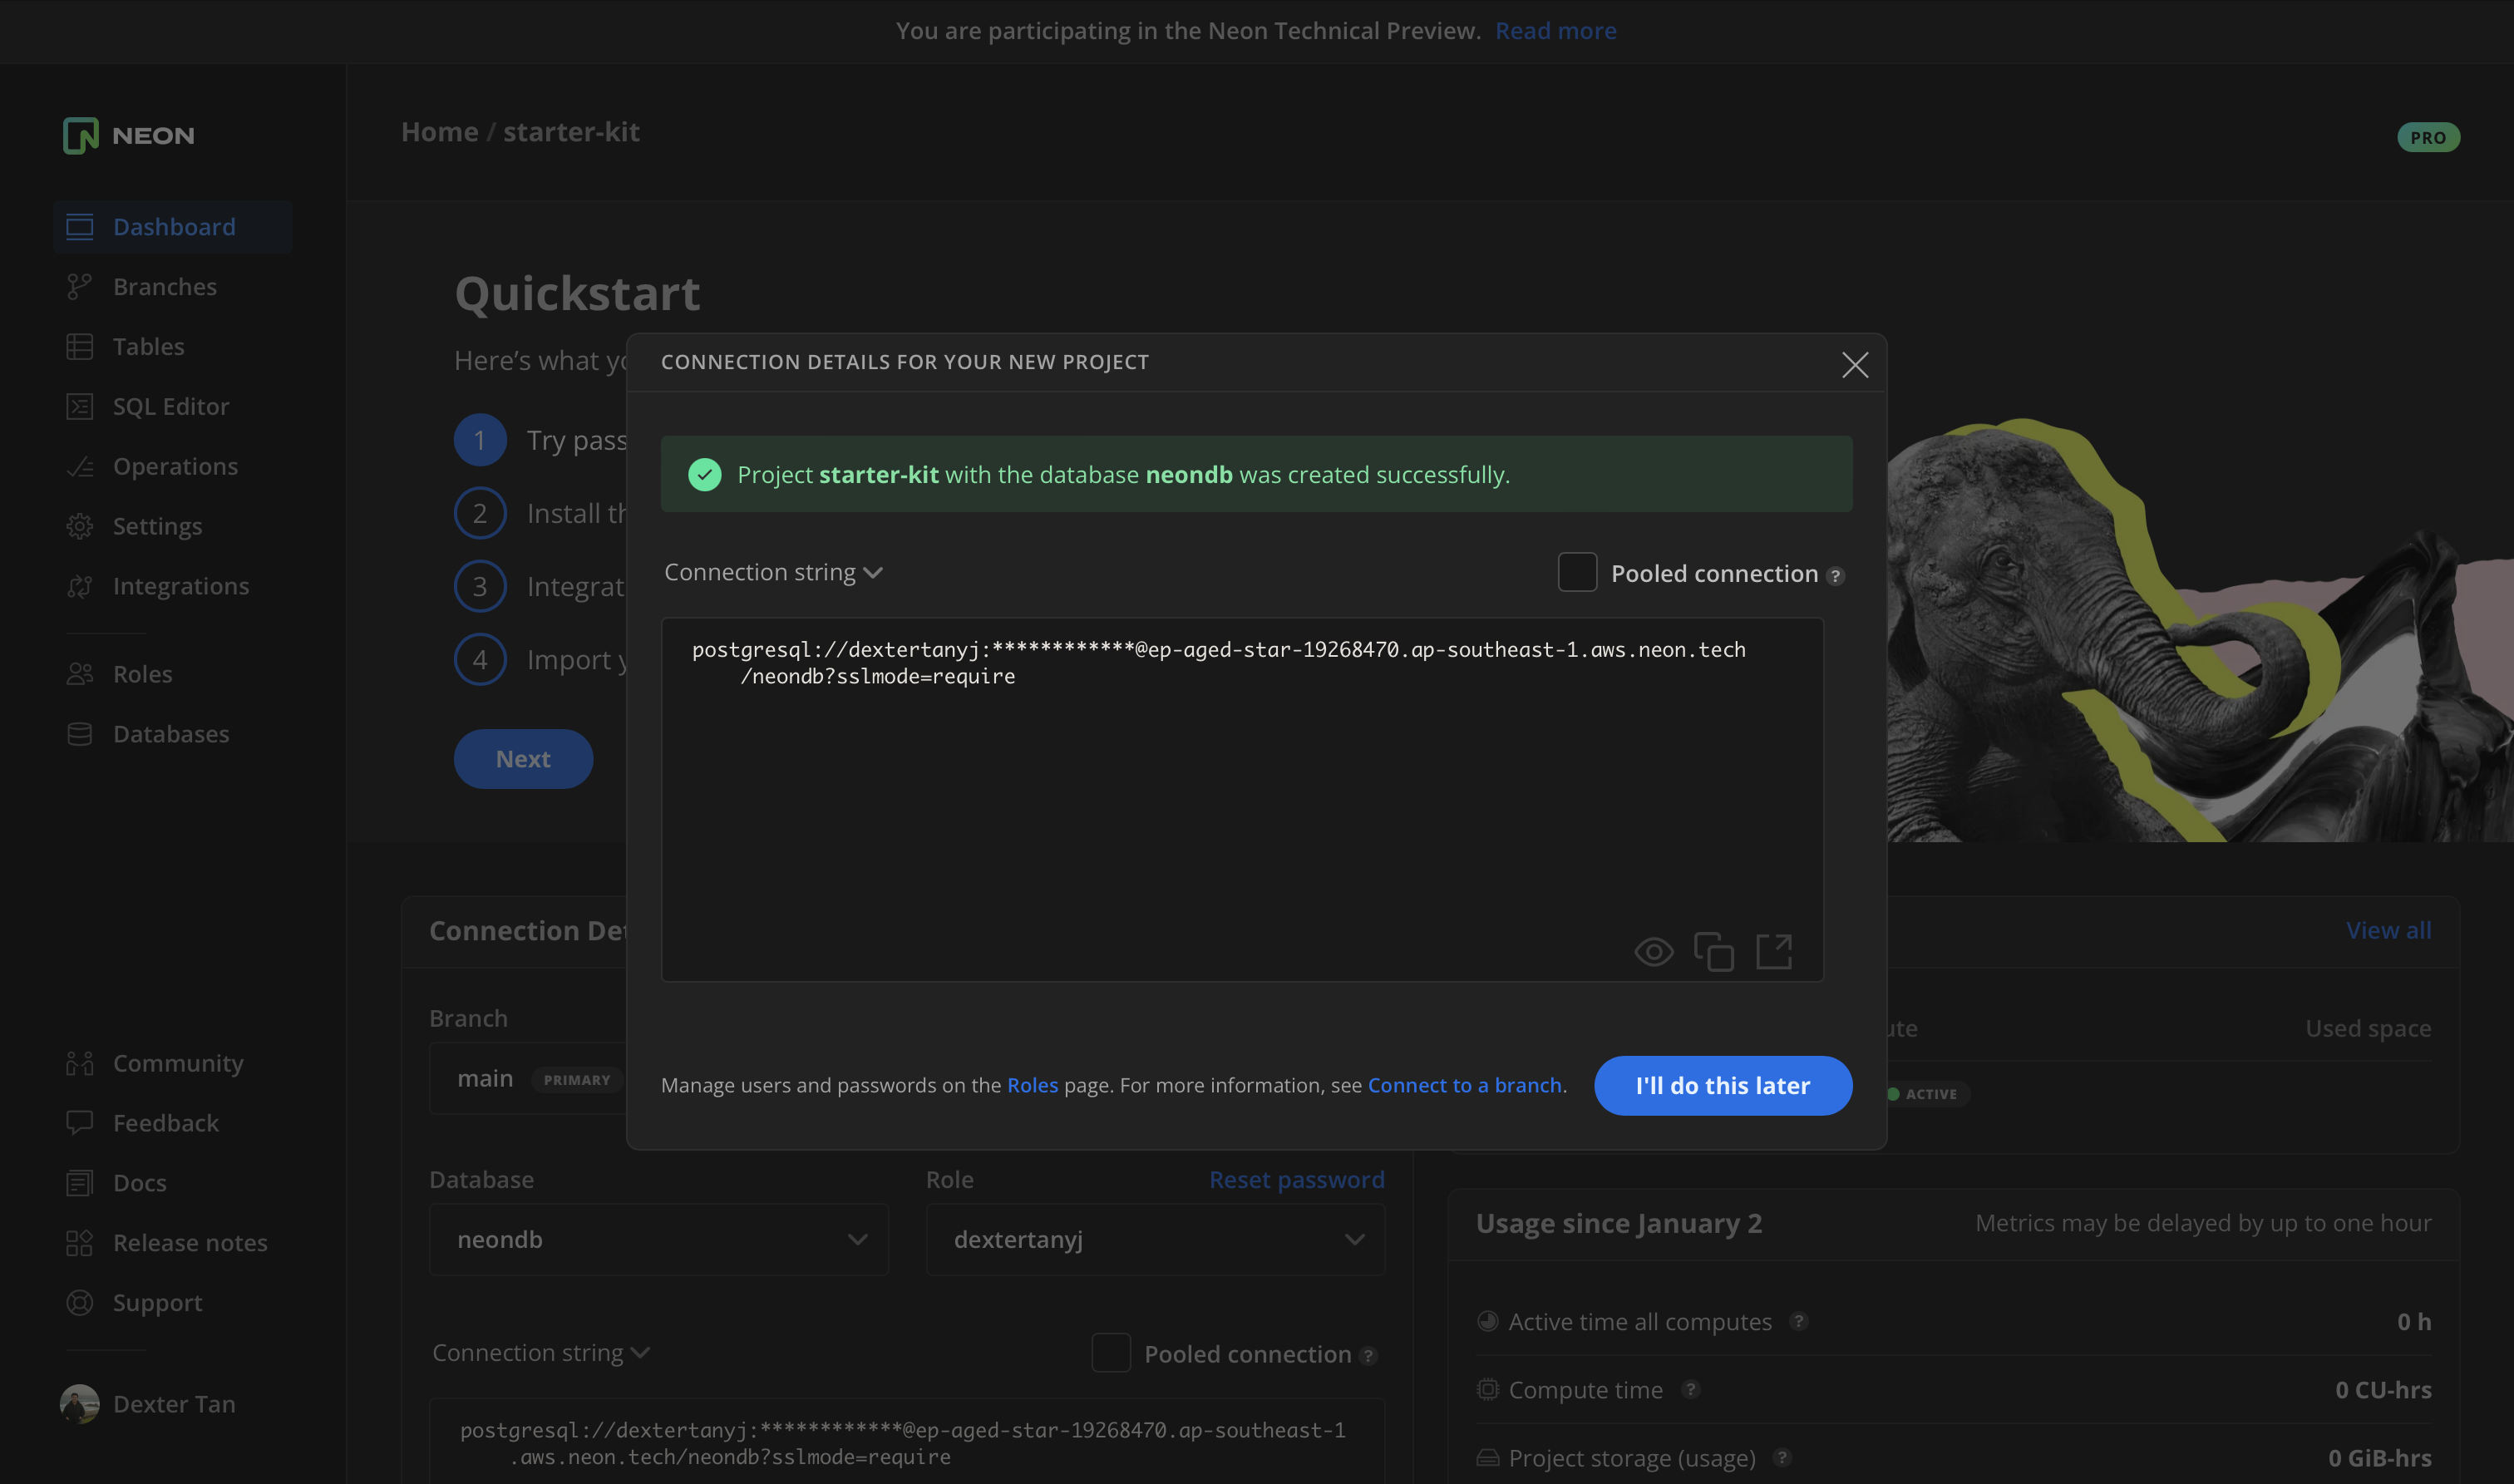 You are participating in the Neon Technical Preview. Read more
NEON
Home / starter-kit
PRO
Dashboard
Branches
Tables
SQL Editor
Operations
Settings
Integrations
Roles
Databases
Community
Feedback
Docs
Release notes
Support
Dexter Tan
Quickstart
Here’s what yo
1 Try pass
2 Install th
3 Integrat
4 Import y
Next
CONNECTION DETAILS FOR YOUR NEW PROJECT
Project starter-kit with the database neondb was created successfully.
Connection string
Pooled connection ?
postgresql://dextertanyj:************@ep-aged-star-19268470.ap-southeast-1.aws.neon.tech
/neondb?sslmode=require
Manage users and passwords on the Roles page. For more information, see Connect to a branch.
I'll do this later
Connection Det
View all
Branch
main PRIMARY
ute
Used space
ACTIVE
Database
Role
Reset password
neondb
dextertanyj
Connection string
Pooled connection ?
postgresql://dextertanyj:************@ep-aged-star-19268470.ap-southeast-1
.aws.neon.tech/neondb?sslmode=require
Usage since January 2
Metrics may be delayed by up to one hour
Active time all computes ? 0 h
Compute time ? 0 CU-hrs
Project storage (usage) ? 0 GiB-hrs